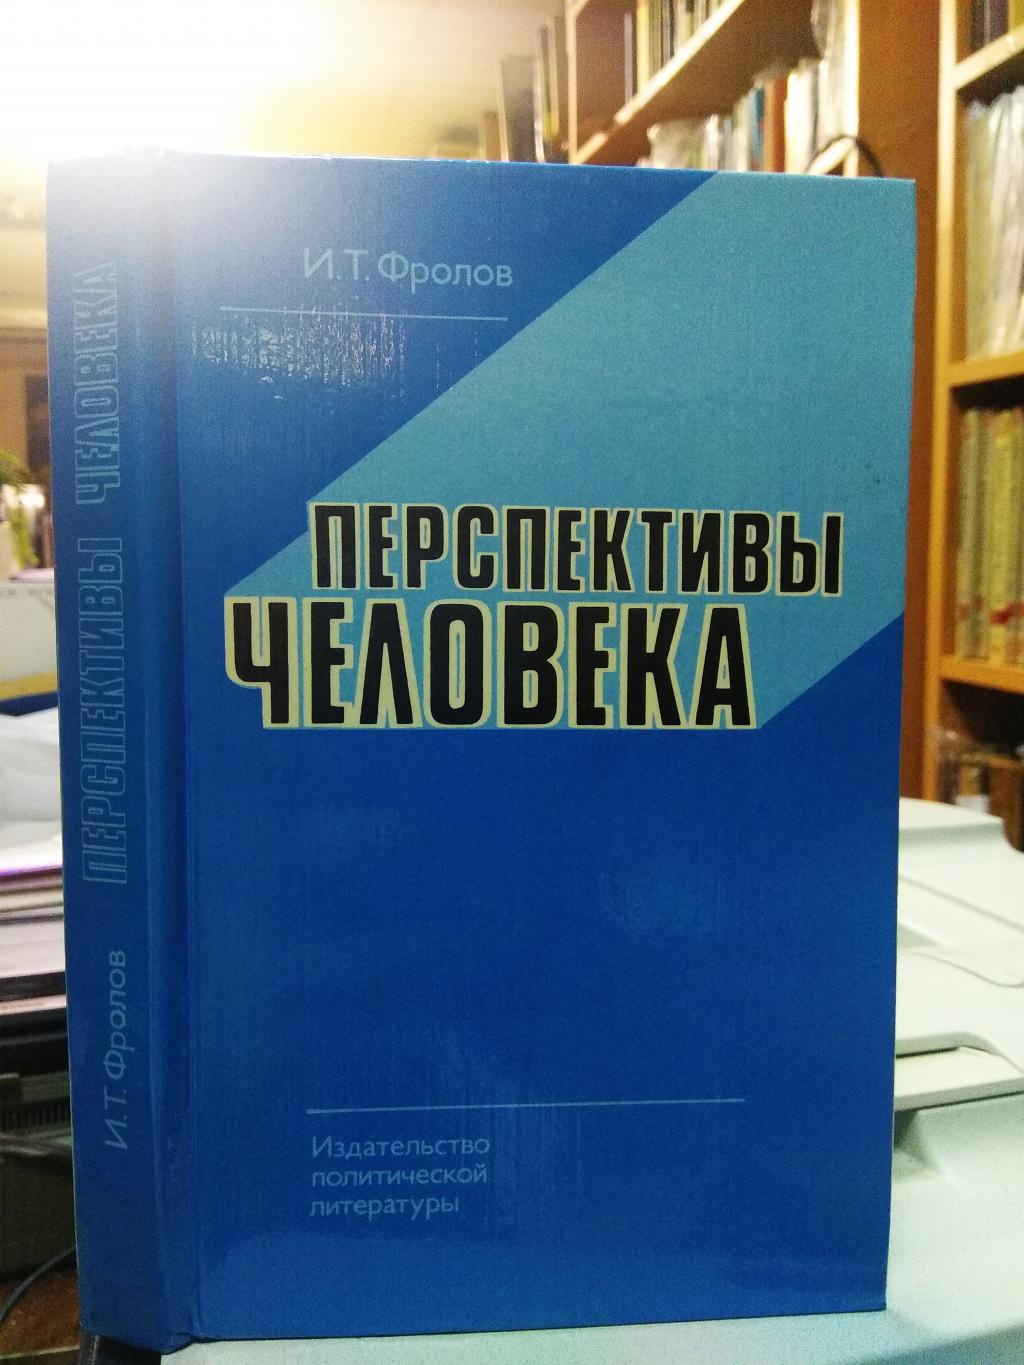 И.Т. Фролов
ПЕРСПЕКТИВЫ
ЧЕЛОВЕКА
Издательство
политической
литературы
И.Т. Фролов ПЕРСПЕКТИВЫ ЧЕЛОВЕКА